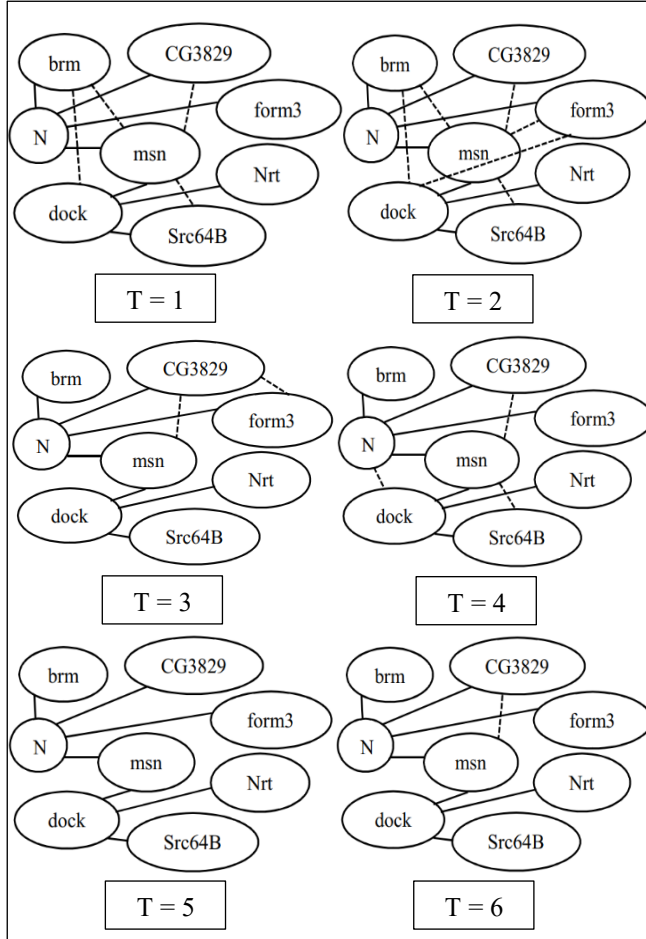 brm
CG3829
form3
N
msn
Nrt
dock
Src64B
T = 1
brm
CG3829
form3
N
msn
Nrt
dock
Src64B
T = 2
brm
CG3829
form3
N
msn
Nrt
dock
Src64B
T = 3
brm
CG3829
form3
N
msn
Nrt
dock
Src64B
T = 4
brm
CG3829
form3
N
msn
Nrt
dock
Src64B
T = 5
brm
CG3829
form3
N
msn
Nrt
dock
Src64B
T = 6